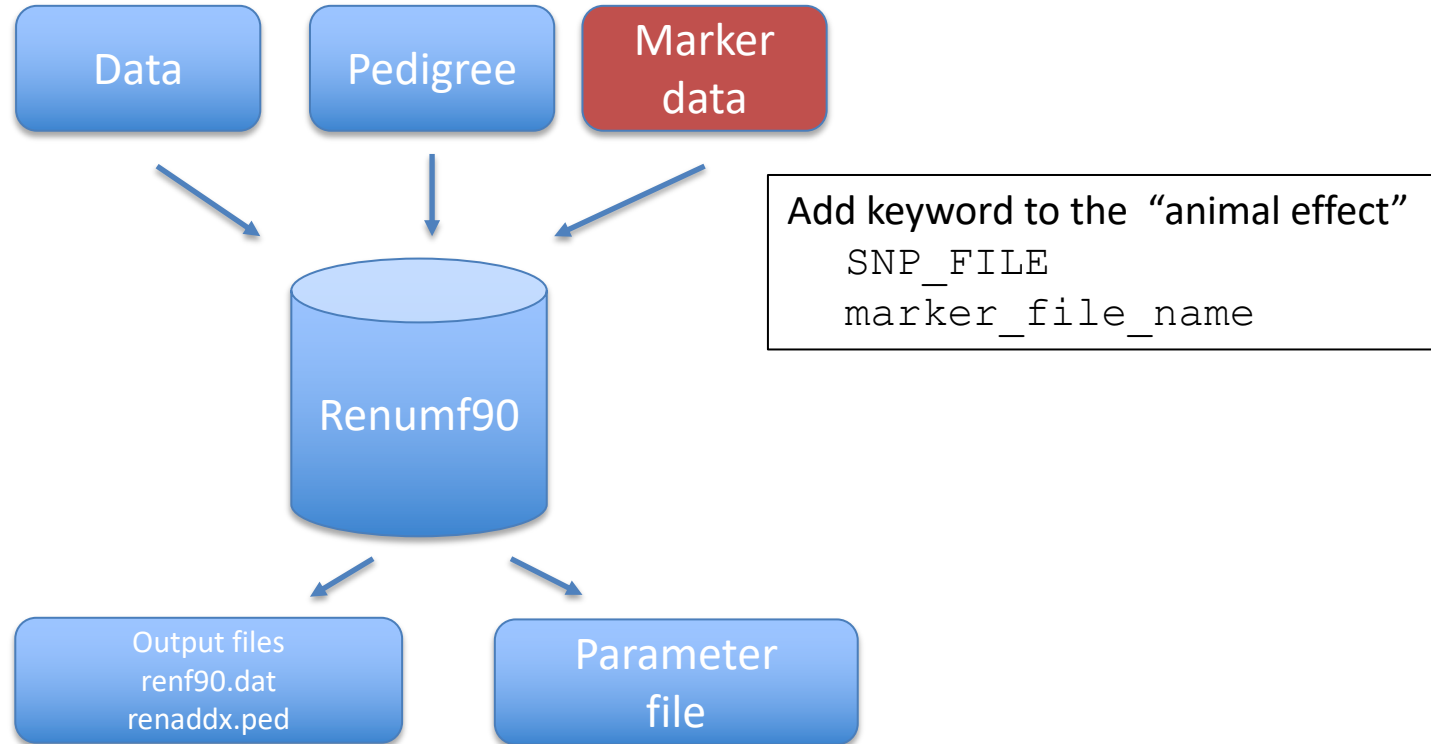 Data
Pedigree
Marker
data
Add keyword to the “animal effect”
SNP_FILE
marker_file_name
Renumf90
Output files
renf90.dat
renaddx.ped
Parameter
file